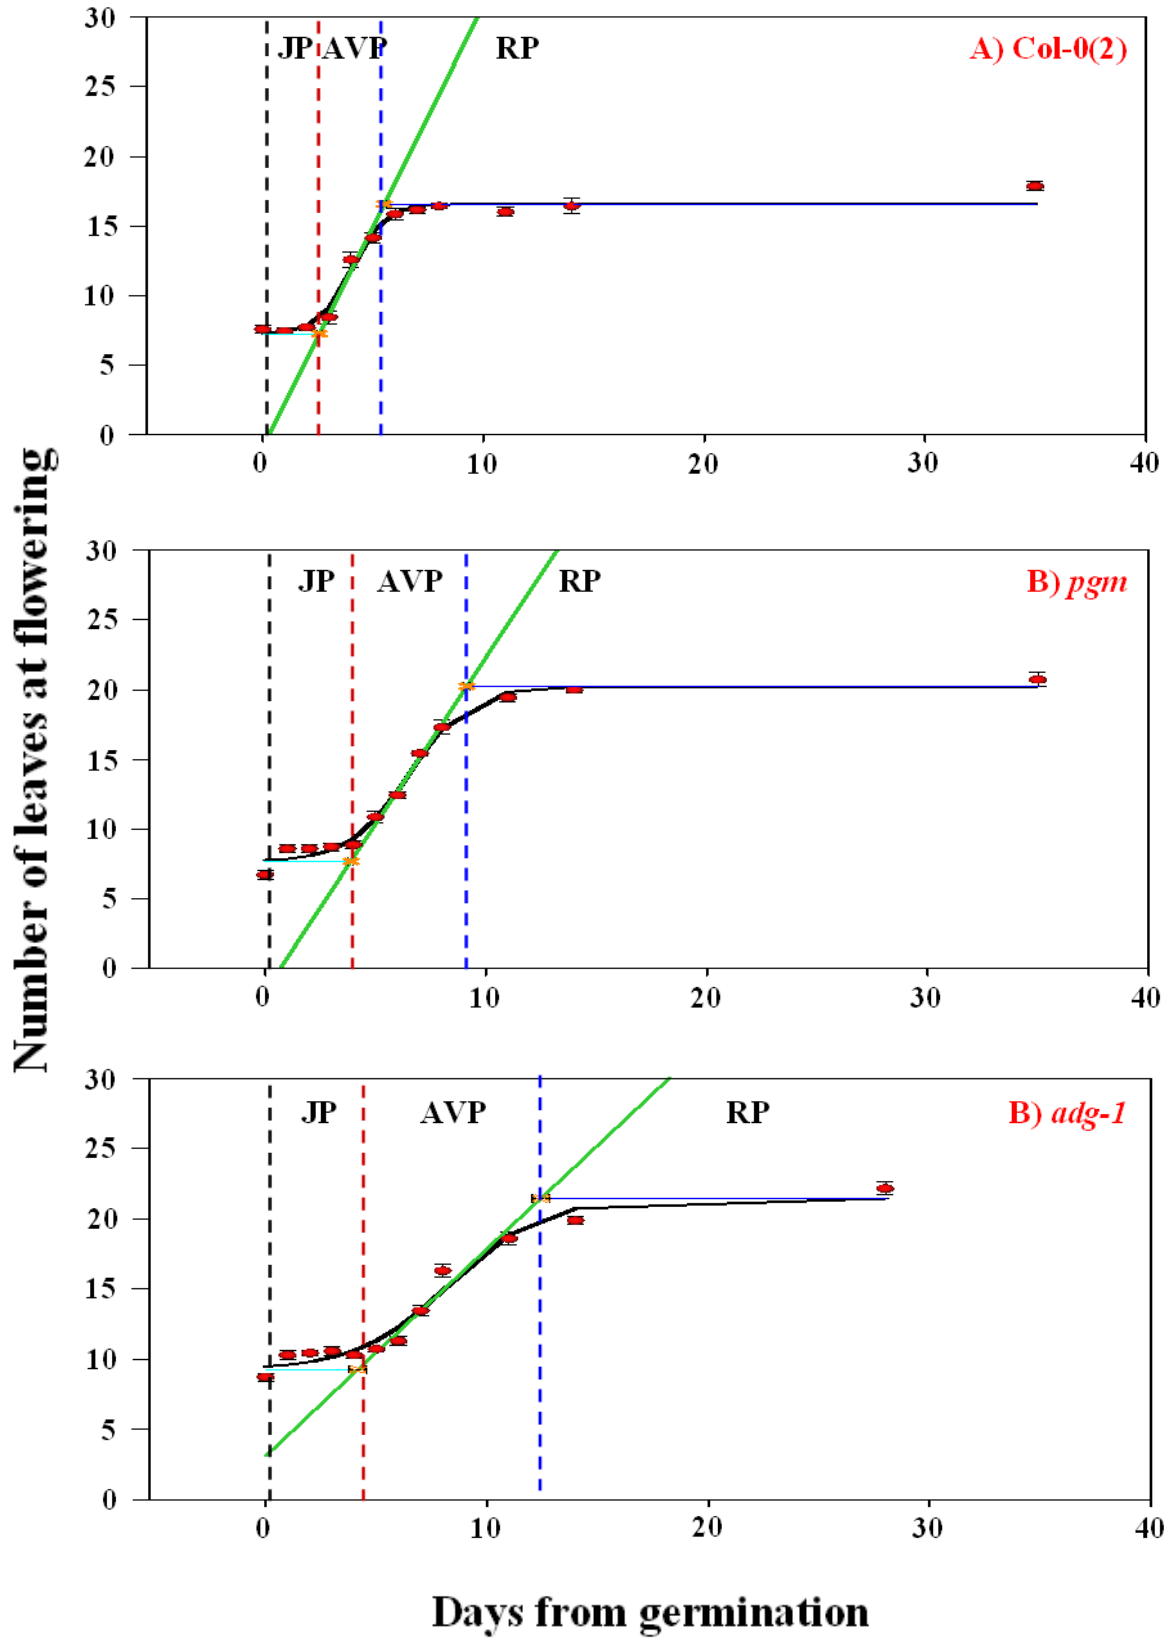 Number of leaves at flowering
30
25
20
15
10
5
0
JP AVP RP A) Col-0(2)
0 10 20 30 40
30
25
20
15
10
5
0
JP AVP RP B) pgm
0 10 20 30 40
30
25
20
15
10
5
0
JP AVP RP B) adg-1
0 10 20 30 40
Days from germination